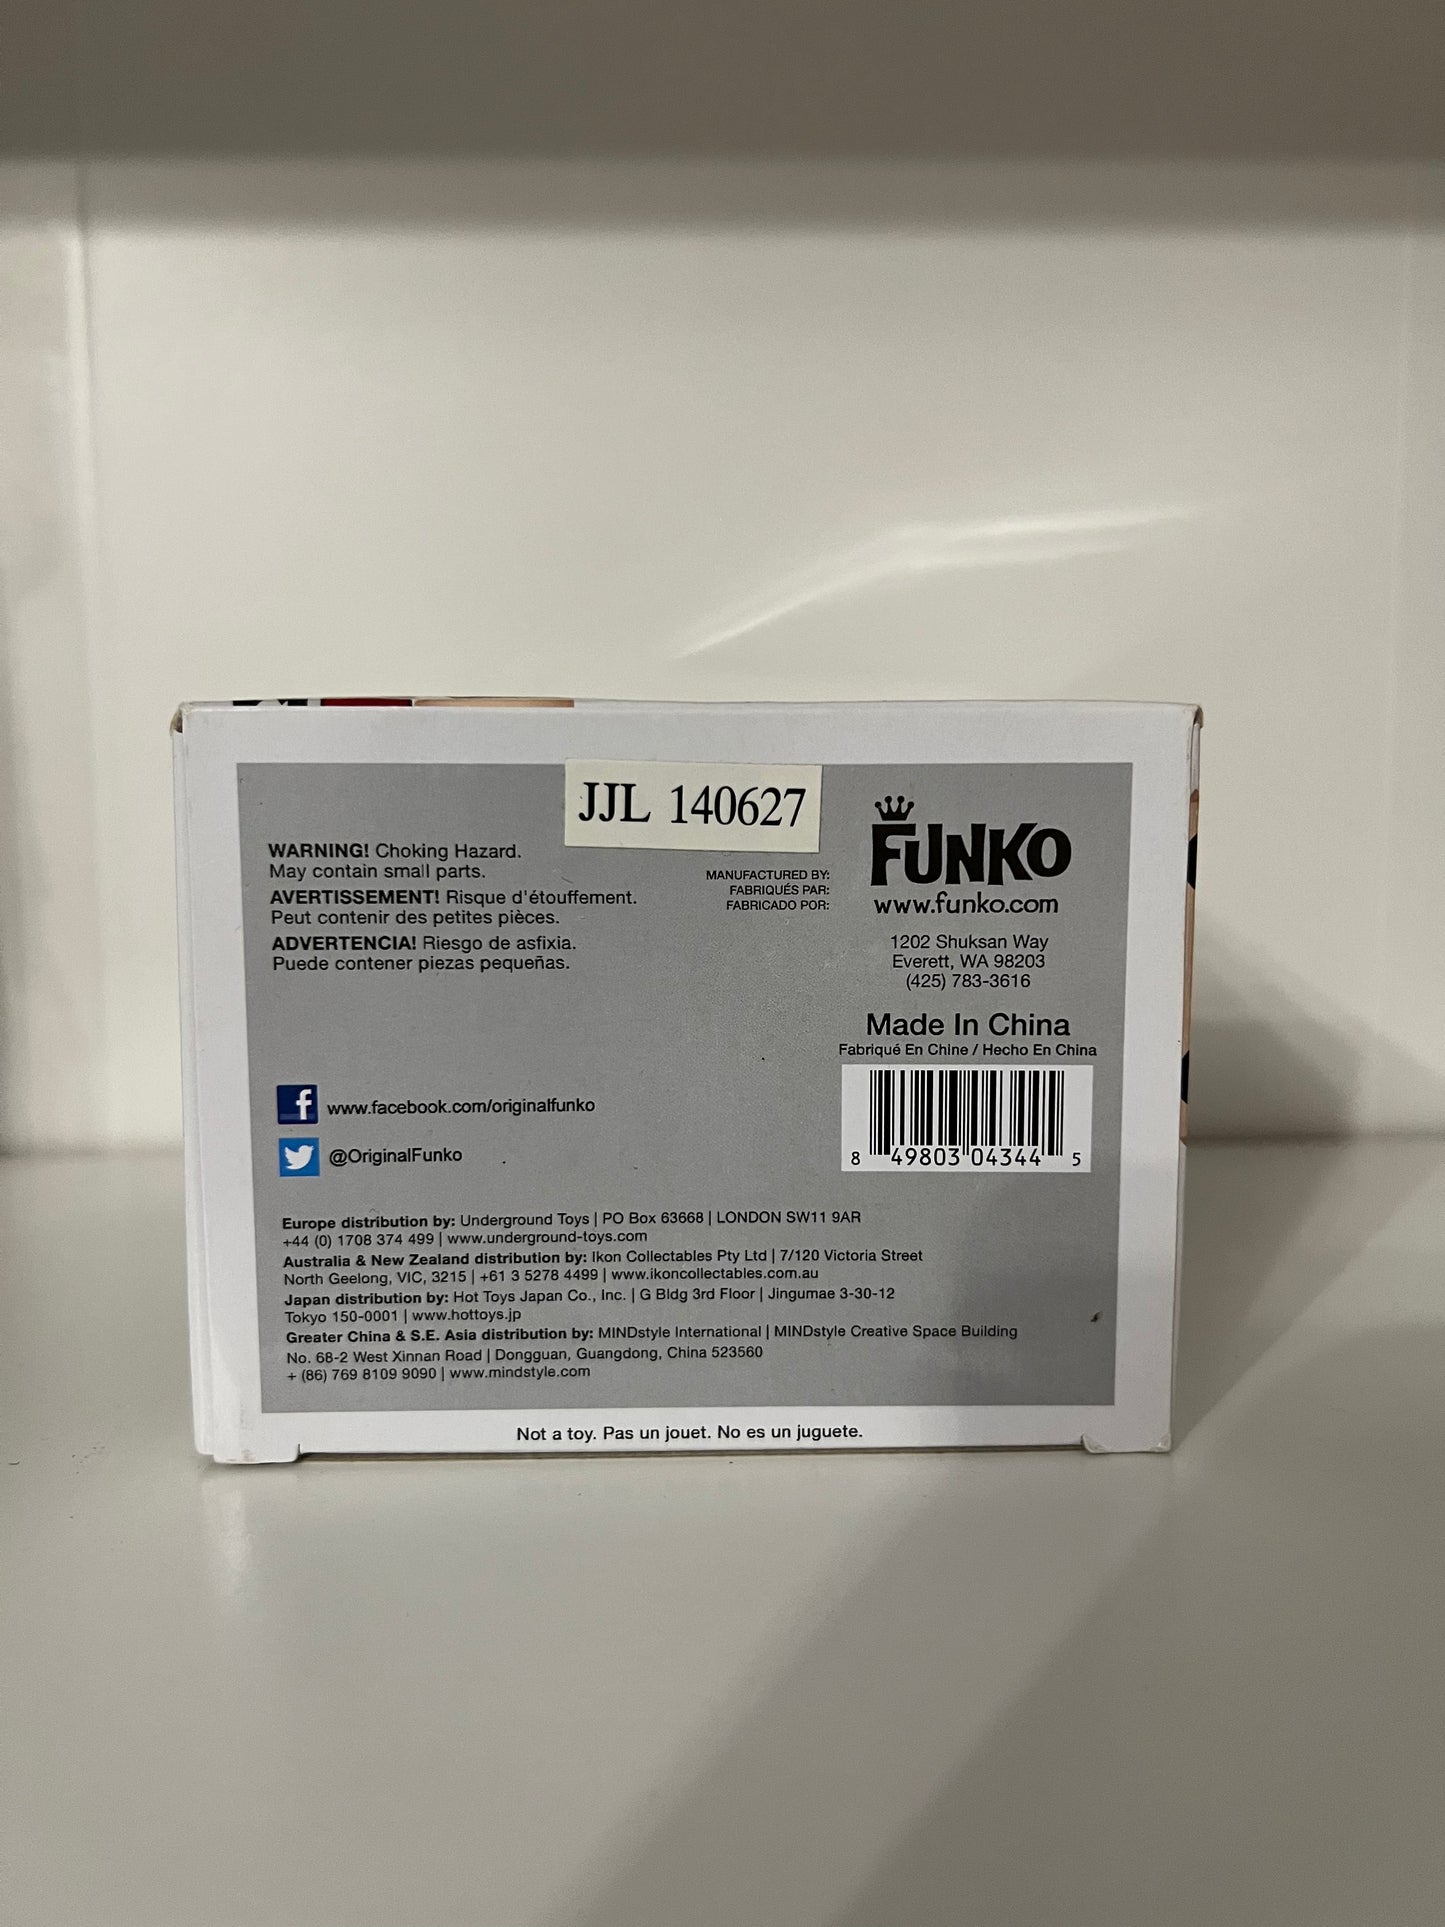 JJL 140627
WARNING! Choking Hazard.
May contain small parts.
AVERTISSEMENT! Risque d'étouffement.
Peut contenir des petites pièces.
ADVERTENCIA! Riesgo de asfixia.
Puede contener piezas pequeñas.
MANUFACTURED BY:
FABRIQUÉS PAR:
FABRICADO POR:
FUNKO
www.funko.com
1202 Shuksan Way
Everett, WA 98203
(425) 783-3616
Made In China
Fabriqué En Chine / Hecho En China
8 49803 04344 5
f www.facebook.com/originalfunko
@OriginalFunko
Europe distribution by: Underground Toys | PO Box 63668 | LONDON SW11 9AR
+44 (0) 1708 374 499 | www.underground-toys.com
Australia & New Zealand distribution by: Ikon Collectables Pty Ltd | 7/120 Victoria Street
North Geelong, VIC, 3215 | +61 3 5278 4499 | www.ikoncollectables.com.au
Japan distribution by: Hot Toys Japan Co., Inc. | G Bldg 3rd Floor | Jingumae 3-30-12
Tokyo 150-0001 | www.hottoys.jp
Greater China & S.E. Asia distribution by: MINDstyle International | MINDstyle Creative Space Building
No. 68-2 West Xinnan Road | Dongguan, Guangdong, China 523560
+ (86) 769 8109 9090 | www.mindstyle.com
Not a toy. Pas un jouet. No es un juguete.